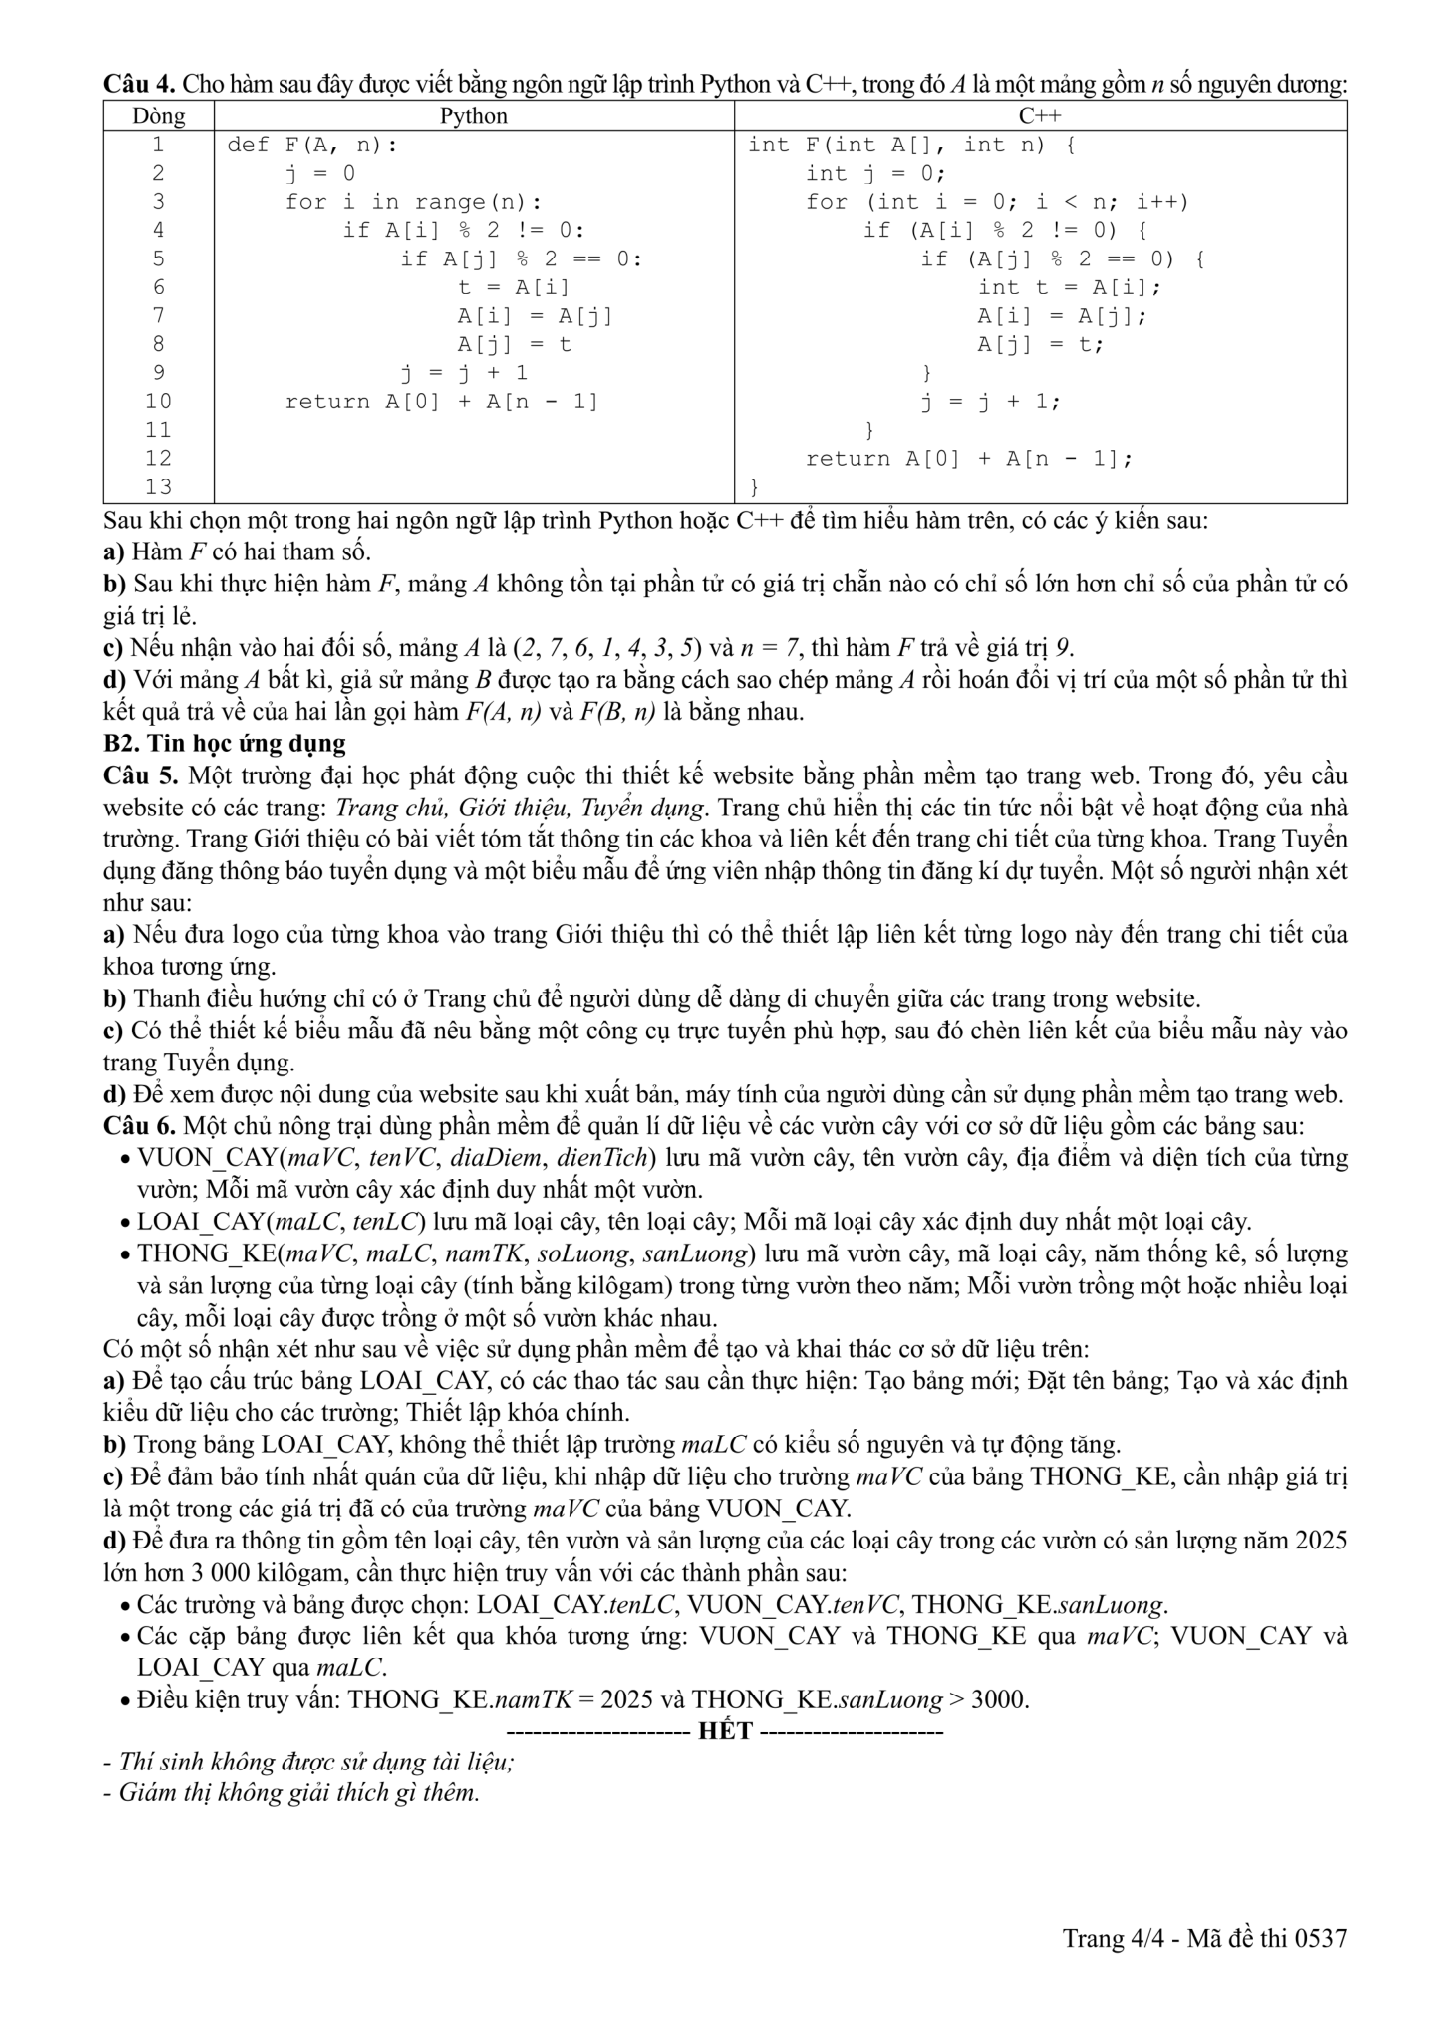 Câu 4. Cho hàm sau đây được viết bằng ngôn ngữ lập trình Python và C++, trong đó A là một mảng gồm n số nguyên dương:
Dòng Python C++
1 def F(A, n): int F(int A[], int n) {
2 j = 0 int j = 0;
3 for i in range(n): for (int i = 0; i < n; i++)
4 if A[i] % 2 != 0: if (A[i] % 2 != 0) {
5 if A[j] % 2 == 0: if (A[j] % 2 == 0) {
6 t = A[i] int t = A[i];
7 A[i] = A[j] A[i] = A[j];
8 A[j] = t A[j] = t;
9 j = j + 1 }
10 return A[0] + A[n - 1] j = j + 1;
11 }
12 return A[0] + A[n - 1];
13 }
Sau khi chọn một trong hai ngôn ngữ lập trình Python hoặc C++ để tìm hiểu hàm trên, có các ý kiến sau:
a) Hàm F có hai tham số.
b) Sau khi thực hiện hàm F, mảng A không tồn tại phần tử có giá trị chẵn nào có chỉ số lớn hơn chỉ số của phần tử có
giá trị lẻ.
c) Nếu nhận vào hai đối số, mảng A là (2, 7, 6, 1, 4, 3, 5) và n = 7, thì hàm F trả về giá trị 9.
d) Với mảng A bất kì, giả sử mảng B được tạo ra bằng cách sao chép mảng A rồi hoán đổi vị trí của một số phần tử thì
kết quả trả về của hai lần gọi hàm F(A, n) và F(B, n) là bằng nhau.
B2. Tin học ứng dụng
Câu 5. Một trường đại học phát động cuộc thi thiết kế website bằng phần mềm tạo trang web. Trong đó, yêu cầu
website có các trang: Trang chủ, Giới thiệu, Tuyển dụng. Trang chủ hiển thị các tin tức nổi bật về hoạt động của nhà
trường. Trang Giới thiệu có bài viết tóm tắt thông tin các khoa và liên kết đến trang chi tiết của từng khoa. Trang Tuyển
dụng đăng thông báo tuyển dụng và một biểu mẫu để ứng viên nhập thông tin đăng kí dự tuyển. Một số người nhận xét
như sau:
a) Nếu đưa logo của từng khoa vào trang Giới thiệu thì có thể thiết lập liên kết từng logo này đến trang chi tiết của
khoa tương ứng.
b) Thanh điều hướng chỉ có ở Trang chủ để người dùng dễ dàng di chuyển giữa các trang trong website.
c) Có thể thiết kế biểu mẫu đã nêu bằng một công cụ trực tuyến phù hợp, sau đó chèn liên kết của biểu mẫu này vào
trang Tuyển dụng.
d) Để xem được nội dung của website sau khi xuất bản, máy tính của người dùng cần sử dụng phần mềm tạo trang web.
Câu 6. Một chủ nông trại dùng phần mềm để quản lí dữ liệu về các vườn cây với cơ sở dữ liệu gồm các bảng sau:
• VUON_CAY(maVC, tenVC, diaDiem, dienTich) lưu mã vườn cây, tên vườn cây, địa điểm và diện tích của từng
vườn; Mỗi mã vườn cây xác định duy nhất một vườn.
• LOAI_CAY(maLC, tenLC) lưu mã loại cây, tên loại cây; Mỗi mã loại cây xác định duy nhất một loại cây.
• THONG_KE(maVC, maLC, namTK, soLuong, sanLuong) lưu mã vườn cây, mã loại cây, năm thống kê, số lượng
và sản lượng của từng loại cây (tính bằng kilôgam) trong từng vườn theo năm; Mỗi vườn trồng một hoặc nhiều loại
cây, mỗi loại cây được trồng ở một số vườn khác nhau.
Có một số nhận xét như sau về việc sử dụng phần mềm để tạo và khai thác cơ sở dữ liệu trên:
a) Để tạo cấu trúc bảng LOAI_CAY, có các thao tác sau cần thực hiện: Tạo bảng mới; Đặt tên bảng; Tạo và xác định
kiểu dữ liệu cho các trường; Thiết lập khóa chính.
b) Trong bảng LOAI_CAY, không thể thiết lập trường maLC có kiểu số nguyên và tự động tăng.
c) Để đảm bảo tính nhất quán của dữ liệu, khi nhập dữ liệu cho trường maVC của bảng THONG_KE, cần nhập giá trị
là một trong các giá trị đã có của trường maVC của bảng VUON_CAY.
d) Để đưa ra thông tin gồm tên loại cây, tên vườn và sản lượng của các loại cây trong các vườn có sản lượng năm 2025
lớn hơn 3 000 kilôgam, cần thực hiện truy vấn với các thành phần sau:
• Các trường và bảng được chọn: LOAI_CAY.tenLC, VUON_CAY.tenVC, THONG_KE.sanLuong.
• Các cặp bảng được liên kết qua khóa tương ứng: VUON_CAY và THONG_KE qua maVC; VUON_CAY và
LOAI_CAY qua maLC.
• Điều kiện truy vấn: THONG_KE.namTK = 2025 và THONG_KE.sanLuong > 3000.
--------------------- HẾT ---------------------
- Thí sinh không được sử dụng tài liệu;
- Giám thị không giải thích gì thêm.
Trang 4/4 - Mã đề thi 0537